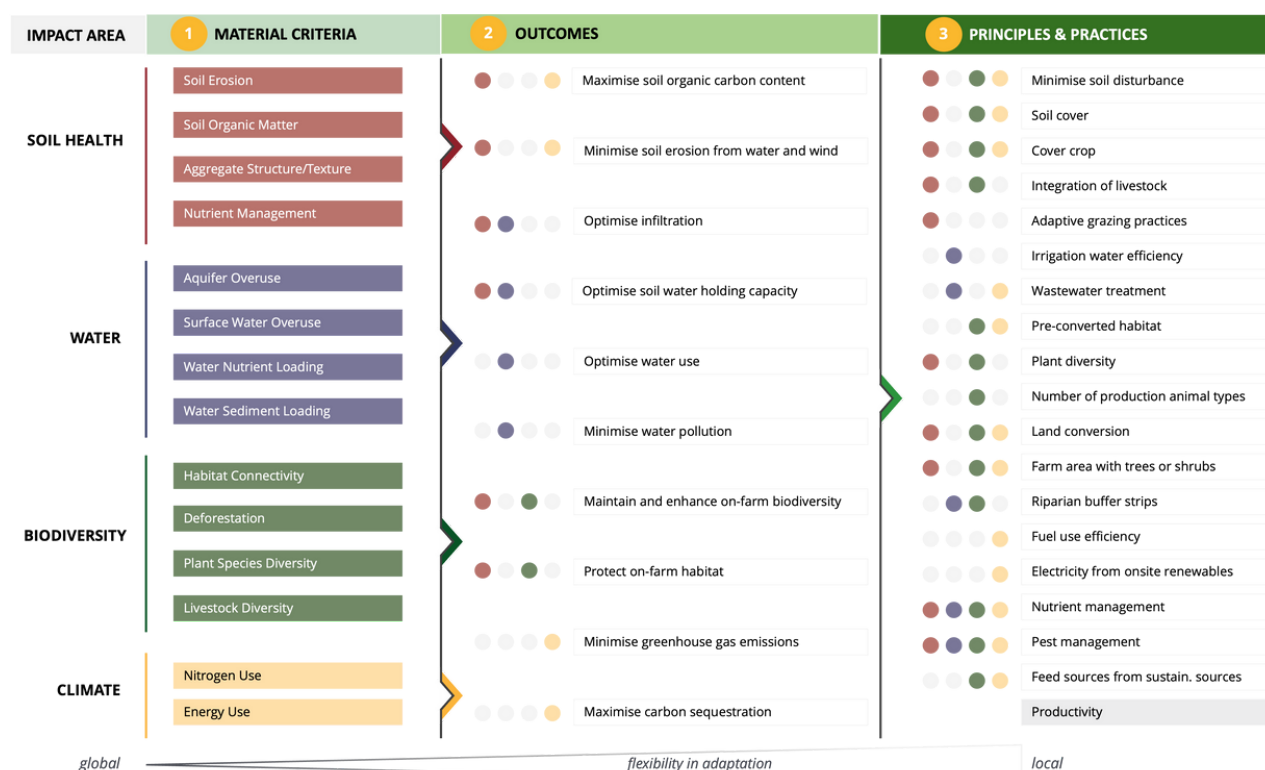 IMPACT AREA
1 MATERIAL CRITERIA
2 OUTCOMES
3 PRINCIPLES & PRACTICES
SOIL HEALTH
Soil Erosion
Soil Organic Matter
Aggregate Structure/Texture
Nutrient Management
WATER
Aquifer Overuse
Surface Water Overuse
Water Nutrient Loading
Water Sediment Loading
BIODIVERSITY
Habitat Connectivity
Deforestation
Plant Species Diversity
Livestock Diversity
CLIMATE
Nitrogen Use
Energy Use
Maximise soil organic carbon content
Minimise soil erosion from water and wind
Optimise infiltration
Optimise soil water holding capacity
Optimise water use
Minimise water pollution
Maintain and enhance on-farm biodiversity
Protect on-farm habitat
Minimise greenhouse gas emissions
Maximise carbon sequestration
Minimise soil disturbance
Soil cover
Cover crop
Integration of livestock
Adaptive grazing practices
Irrigation water efficiency
Wastewater treatment
Pre-converted habitat
Plant diversity
Number of production animal types
Land conversion
Farm area with trees or shrubs
Riparian buffer strips
Fuel use efficiency
Electricity from onsite renewables
Nutrient management
Pest management
Feed sources from sustain. sources
Productivity
global
flexibility in adaptation
local